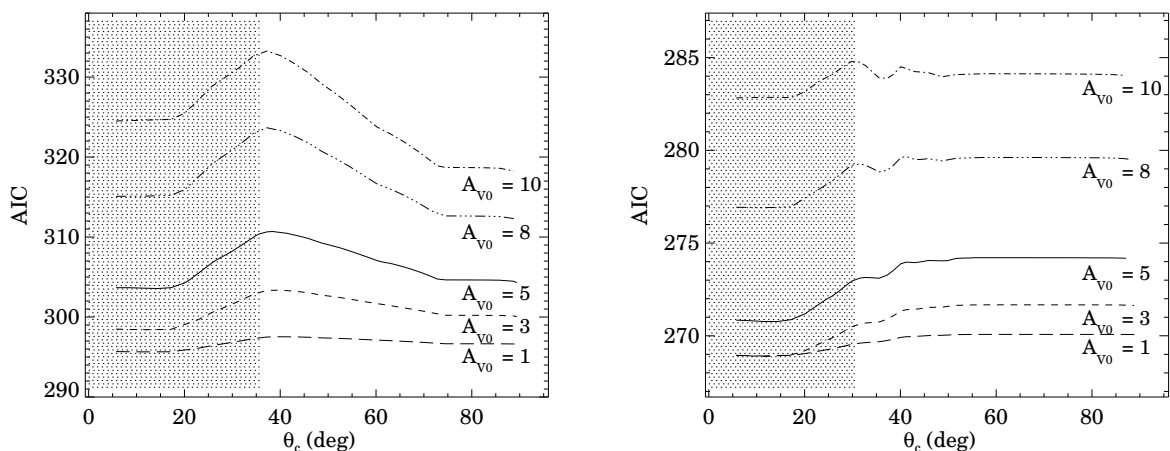 AIC
330
320
310
300
290
A_V0 = 10
A_V0 = 8
A_V0 = 5
A_V0 = 3
A_V0 = 1
0 20 40 60 80
θ_c (deg)
AIC
285
280
275
270
A_V0 = 10
A_V0 = 8
A_V0 = 5
A_V0 = 3
A_V0 = 1
0 20 40 60 80
θ_c (deg)